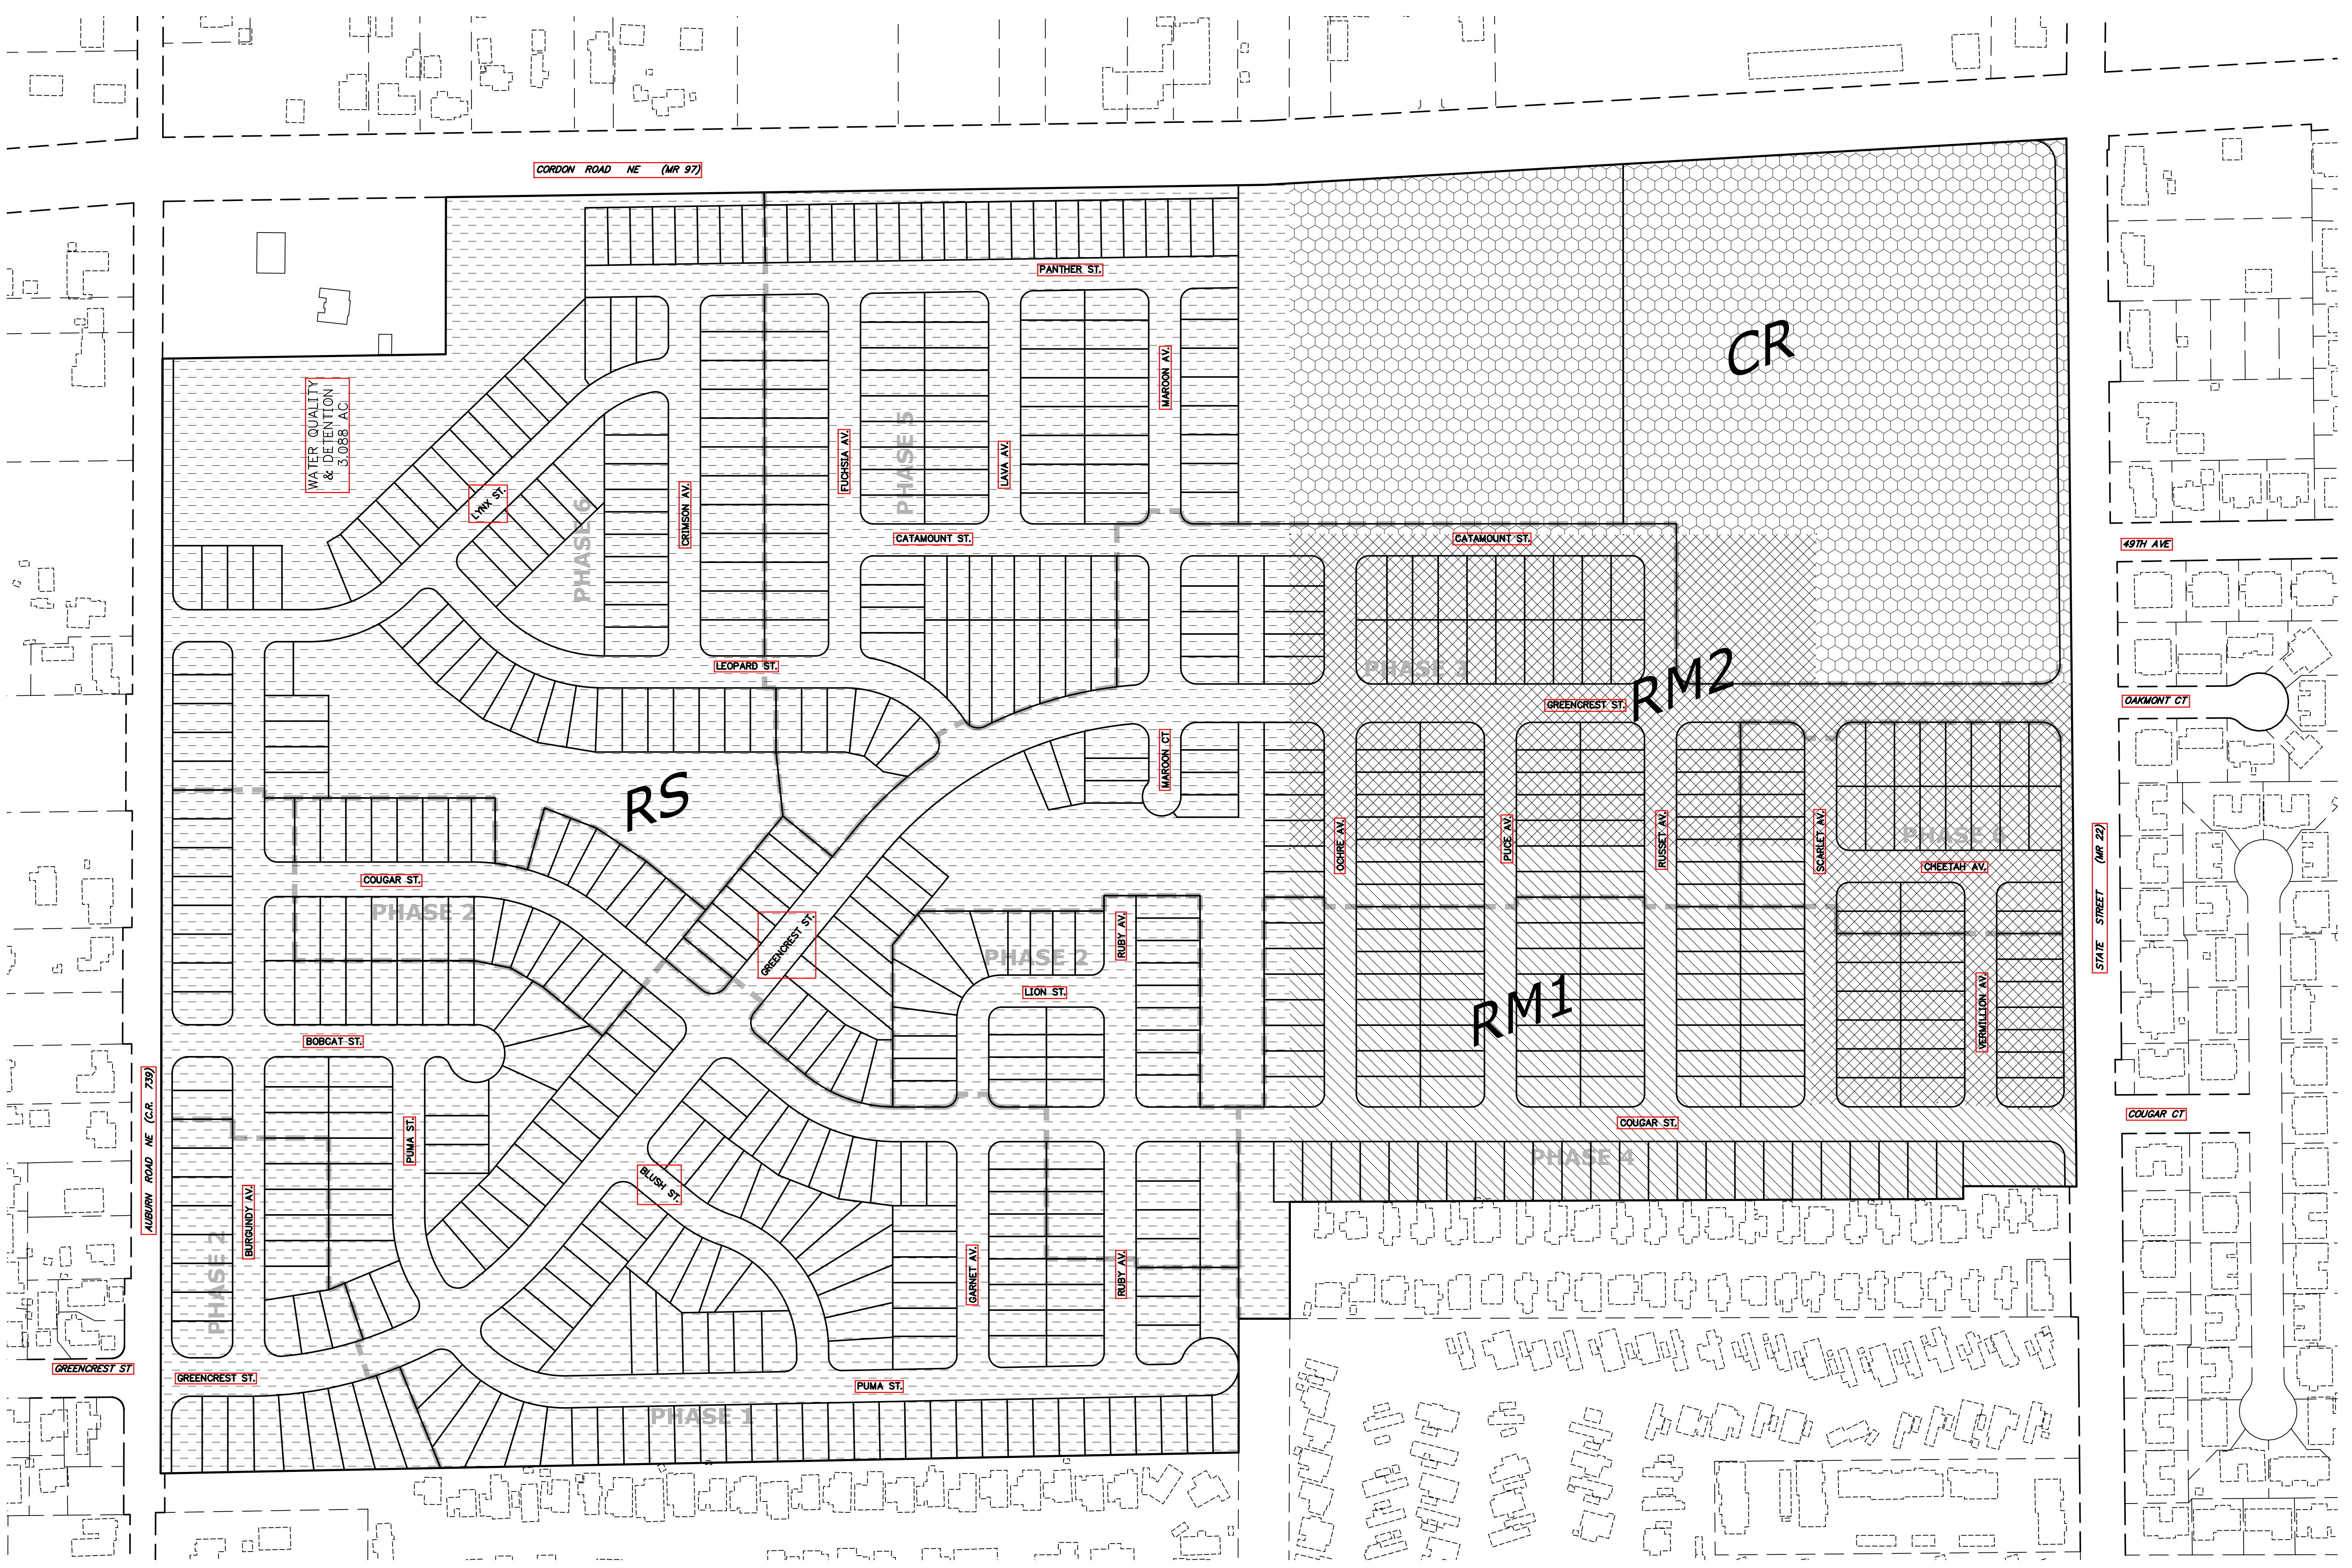 CORDON ROAD NE (MR 97)
PANTHER ST.
CR
MAROON AV.
WATER QUALITY
& DETENTION
3.088 AC
PHASE 5
FUCHSIA AV.
LAVA AV.
LYNX ST.
CRIMSON AV.
PHASE 6
CATAMOUNT ST.
CATAMOUNT ST.
49TH AVE
LEOPARD ST.
PHASE 3
RM2
GREENCREST ST.
OAKMONT CT
MAROON CT
RS
OCHRE AV.
PUCE AV.
RUSSET AV.
SCARLET AV.
PHASE 6
CHEETAH AV.
COUGAR ST.
PHASE 2
STATE STREET (MR 22)
GREENCREST ST.
RUBY AV.
PHASE 2
LION ST.
RM1
VERMILLION AV.
BOBCAT ST.
AUBURN ROAD NE (C.R. 739)
PUMA ST.
COUGAR ST.
COUGAR CT
PHASE 4
BLUSH ST.
BURGUNDY AV.
PHASE 2
GARNET AV.
RUBY AV.
GREENCREST ST
GREENCREST ST.
PUMA ST.
PHASE 1